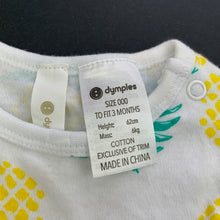 dymples
SIZE 000
TO FIT 3 MONTHS
Height: 62cm
Mass: 6kg
COTTON
EXCLUSIVE OF TRIM
MADE IN CHINA